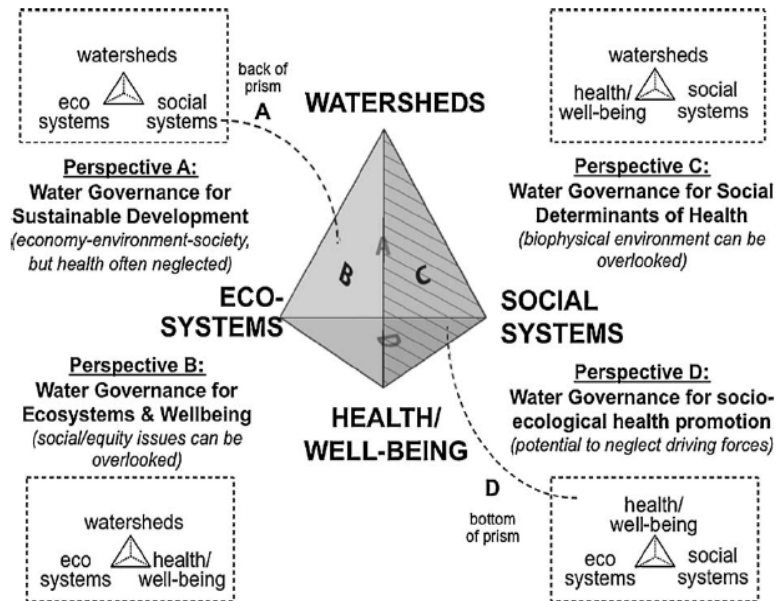 watersheds
eco
systems
social
systems
back of
prism
A
WATERSHEDS
watersheds
health/
well-being
social
systems
Perspective A:
Water Governance for
Sustainable Development
(economy-environment-society,
but health often neglected)
Perspective C:
Water Governance for Social
Determinants of Health
(biophysical environment can be
overlooked)
A
B
C
D
ECO-
SYSTEMS
SOCIAL
SYSTEMS
Perspective B:
Water Governance for
Ecosystems & Wellbeing
(social/equity issues can be
overlooked)
HEALTH/
WELL-BEING
Perspective D:
Water Governance for socio-
ecological health promotion
(potential to neglect driving forces)
D
bottom
of prism
watersheds
eco
systems
health/
well-being
health/
well-being
eco
systems
social
systems